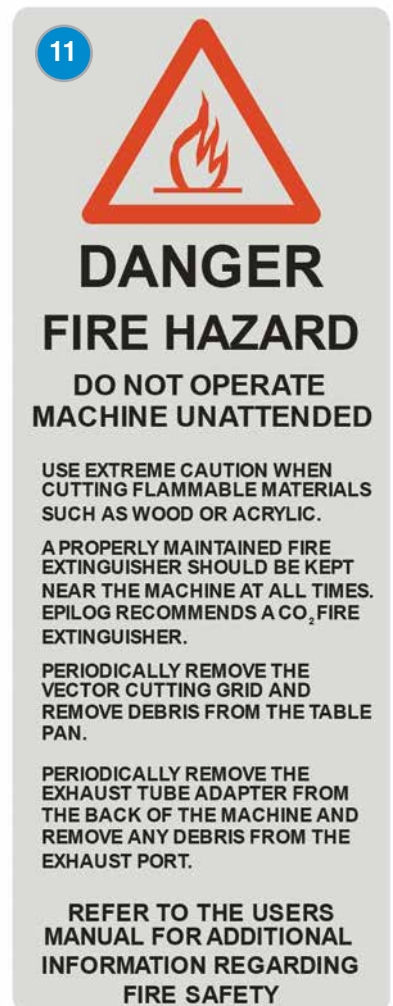 11
DANGER
FIRE HAZARD
DO NOT OPERATE
MACHINE UNATTENDED
USE EXTREME CAUTION WHEN
CUTTING FLAMMABLE MATERIALS
SUCH AS WOOD OR ACRYLIC.
A PROPERLY MAINTAINED FIRE
EXTINGUISHER SHOULD BE KEPT
NEAR THE MACHINE AT ALL TIMES.
EPILOG RECOMMENDS A CO₂ FIRE
EXTINGUISHER.
PERIODICALLY REMOVE THE
VECTOR CUTTING GRID AND
REMOVE DEBRIS FROM THE TABLE
PAN.
PERIODICALLY REMOVE THE
EXHAUST TUBE ADAPTER FROM
THE BACK OF THE MACHINE AND
REMOVE ANY DEBRIS FROM THE
EXHAUST PORT.
REFER TO THE USERS
MANUAL FOR ADDITIONAL
INFORMATION REGARDING
FIRE SAFETY